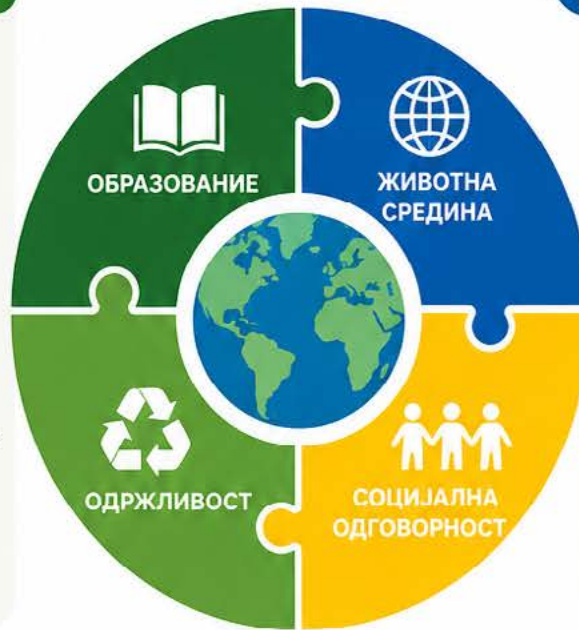 ОБРАЗОВАНИЕ
ЖИВОТНА
СРЕДИНА
ОДРЖЛИВОСТ
СОЦИЈАЛНА
ОДГОВОРНОСТ